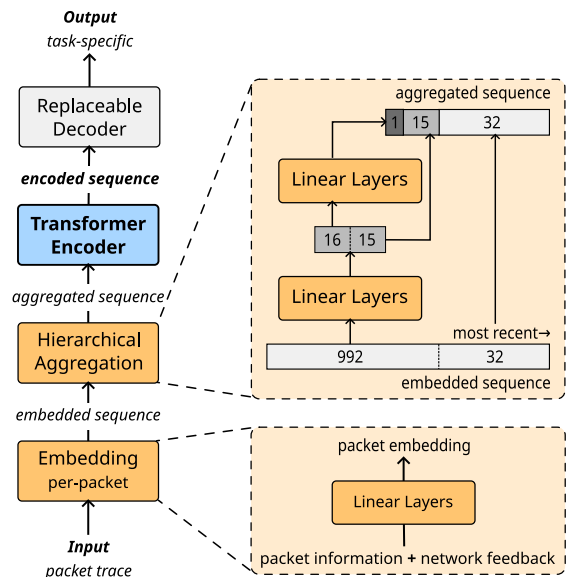 Output
task-specific
Replaceable
Decoder
encoded sequence
Transformer
Encoder
aggregated sequence
Hierarchical
Aggregation
embedded sequence
Embedding
per-packet
Input
packet trace
aggregated sequence
1 15 32
Linear Layers
16 15
Linear Layers
most recent→
992 32
embedded sequence
packet embedding
Linear Layers
packet information + network feedback